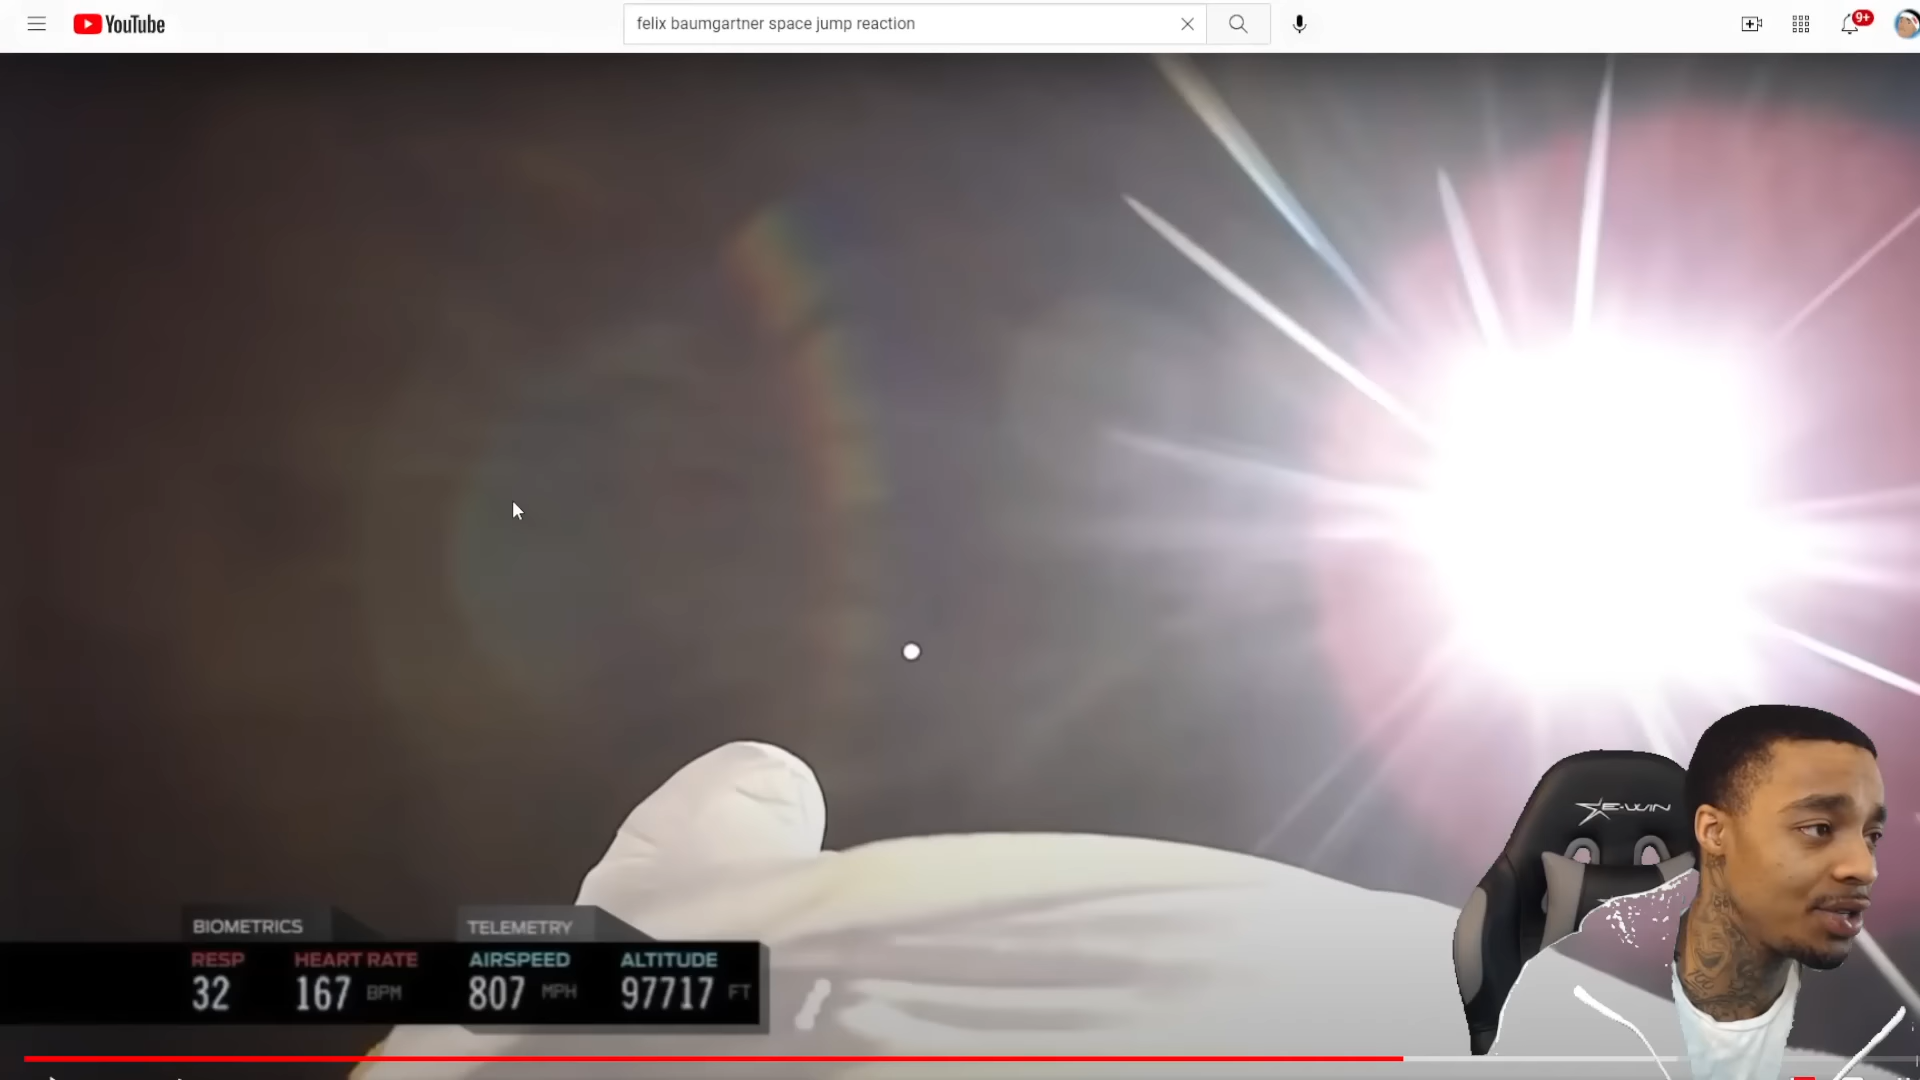 YouTube
felix baumgartner space jump reaction
9+
E-WIN
BIOMETRICS
TELEMETRY
RESP HEART RATE AIRSPEED ALTITUDE
32 167 BPM 807 MPH 97717 FT